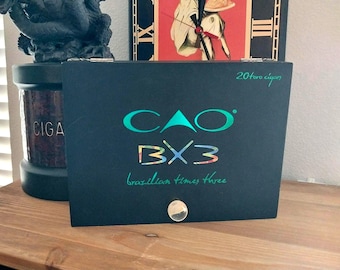 20 toro cigars
CIGA
CAO®
BX3
brazilian times three